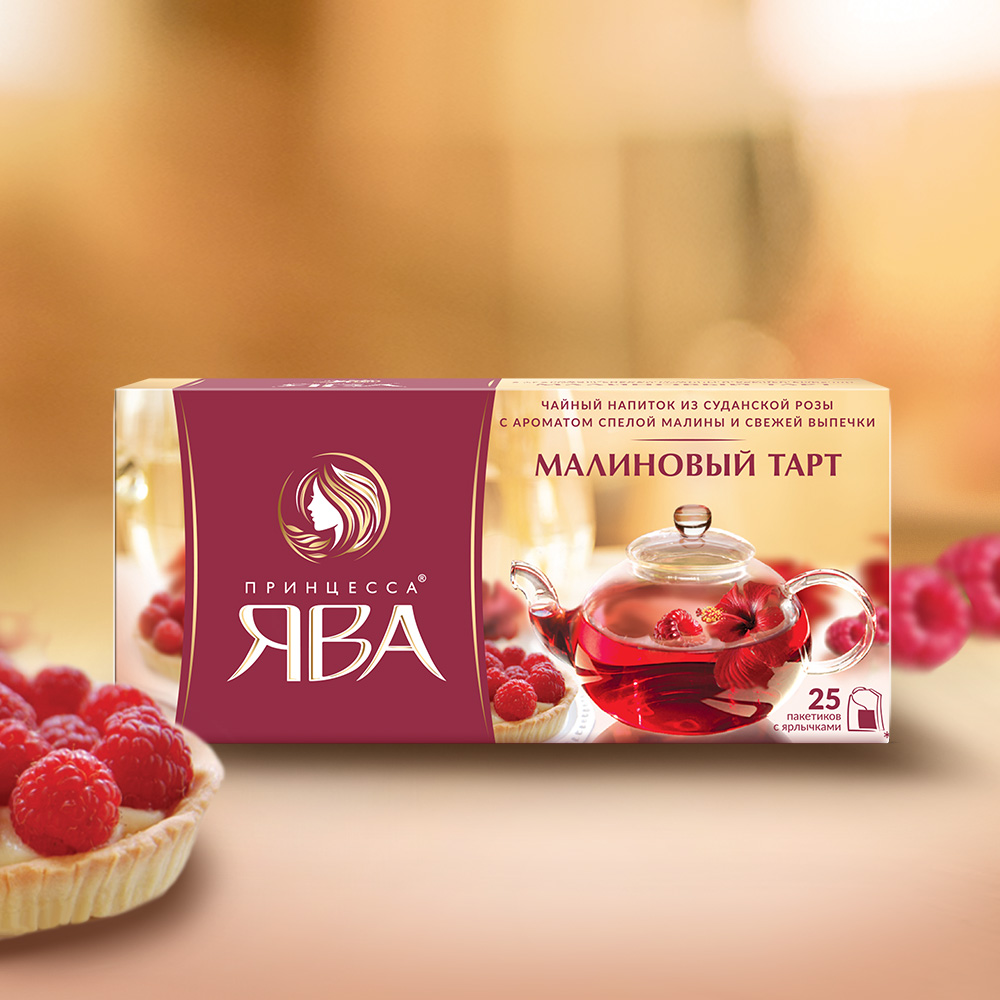 ПРИНЦЕССА®
ЯВА
ЧАЙНЫЙ НАПИТОК ИЗ СУДАНСКОЙ РОЗЫ
С АРОМАТОМ СПЕЛОЙ МАЛИНЫ И СВЕЖЕЙ ВЫПЕЧКИ
МАЛИНОВЫЙ ТАРТ
25
пакетиков
с ярлычками
*